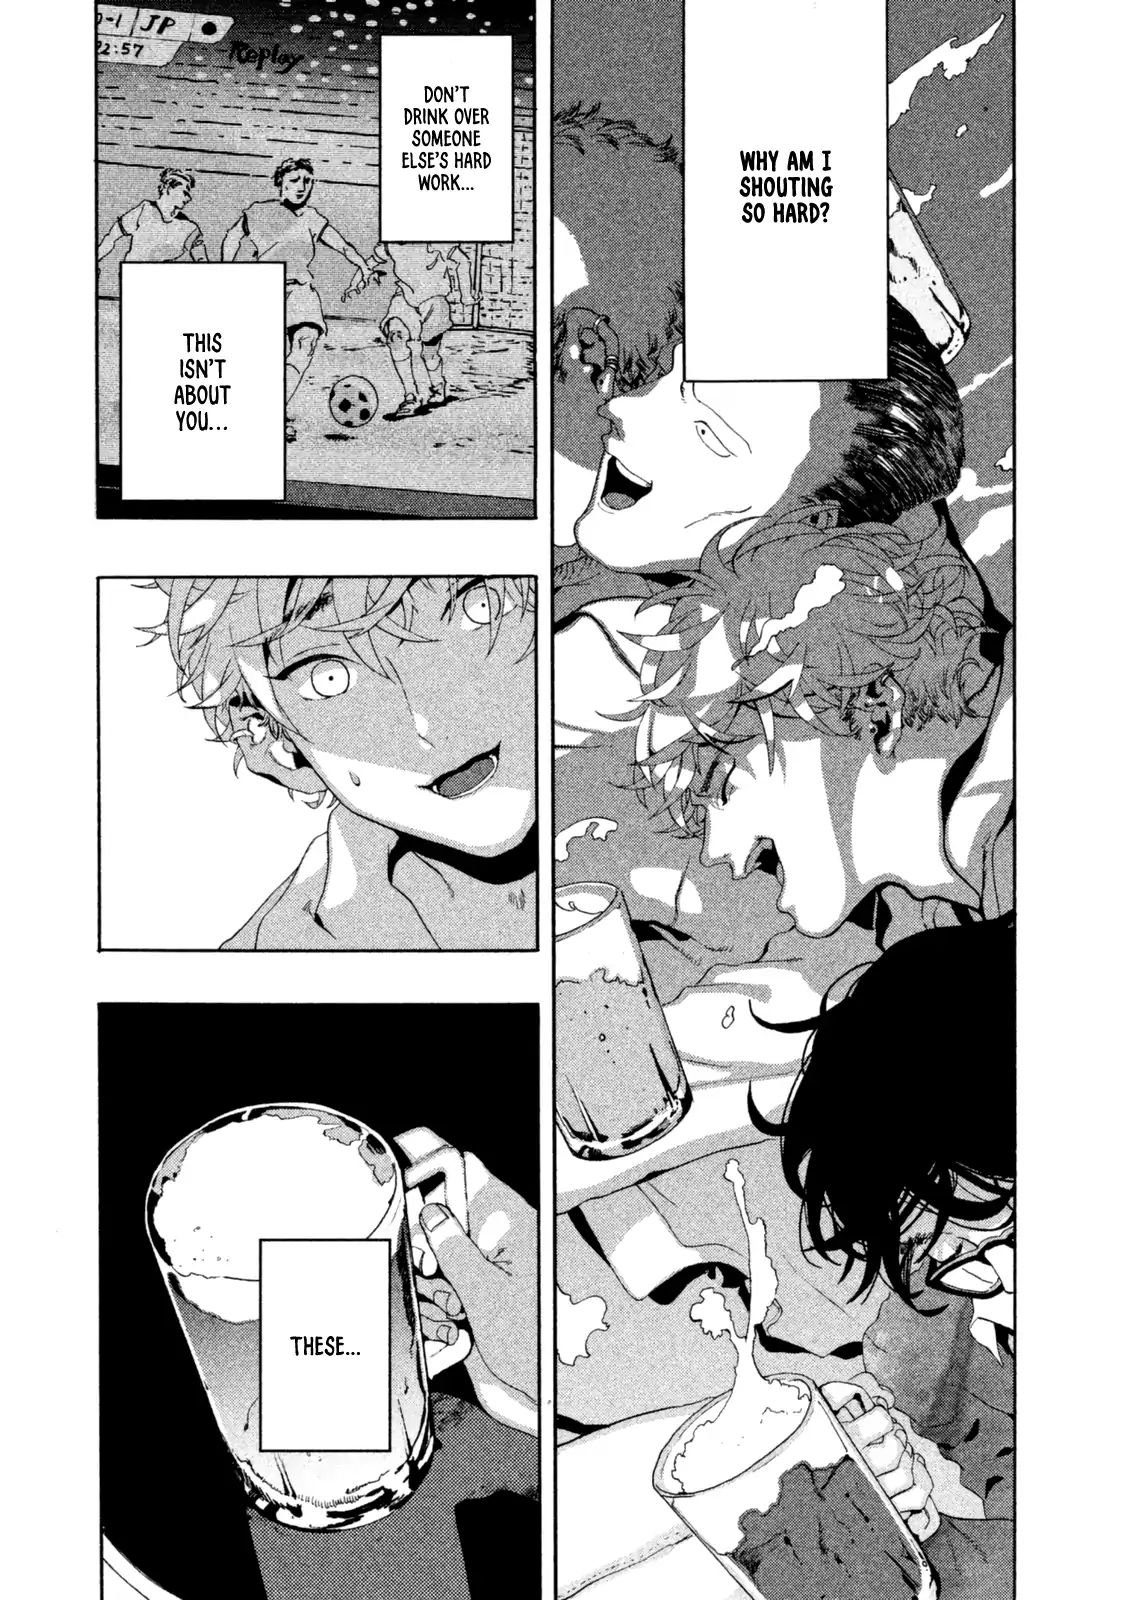 WHY AM I
SHOUTING
SO HARD?
-1 JP
22:57
Replay
DON'T
DRINK OVER
SOMEONE
ELSE'S HARD
WORK...
THIS
ISN'T
ABOUT
YOU...
THESE...